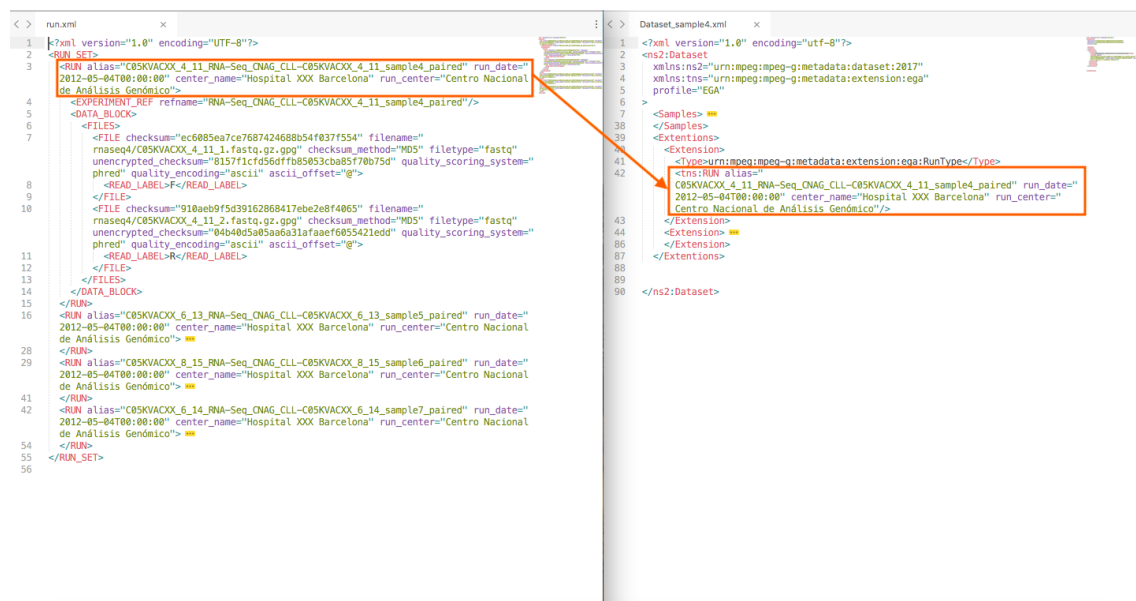 run.xml ×
1 <?xml version="1.0" encoding="UTF-8"?>
2 <RUN_SET>
3 <RUN alias="C05KVACXX_4_11_RNA-Seq_CNAG_CLL-C05KVACXX_4_11_sample4_paired" run_date="
2012-05-04T00:00:00" center_name="Hospital XXX Barcelona" run_center="Centro Nacional
de Análisis Genómico">
4 <EXPERIMENT_REF refname="RNA-Seq_CNAG_CLL-C05KVACXX_4_11_sample4_paired"/>
5 <DATA_BLOCK>
6 <FILES>
7 <FILE checksum="ec6085ea7ce7687424688b54f037f554" filename="
rnaseq4/C05KVACXX_4_11_1.fastq.gz.gpg" checksum_method="MD5" filetype="fastq"
unencrypted_checksum="8157f1cfd56dffb85053cba85f70b75d" quality_scoring_system="
phred" quality_encoding="ascii" ascii_offset="@">
8 <READ_LABEL>F</READ_LABEL>
9 </FILE>
10 <FILE checksum="910aeb9f5d39162868417ebe2e8f4065" filename="
rnaseq4/C05KVACXX_4_11_2.fastq.gz.gpg" checksum_method="MD5" filetype="fastq"
unencrypted_checksum="04b40d5a05aa6a31afaaef6055421edd" quality_scoring_system="
phred" quality_encoding="ascii" ascii_offset="@">
11 <READ_LABEL>R</READ_LABEL>
12 </FILE>
13 </FILES>
14 </DATA_BLOCK>
15 </RUN>
16 <RUN alias="C05KVACXX_6_13_RNA-Seq_CNAG_CLL-C05KVACXX_6_13_sample5_paired" run_date="
2012-05-04T00:00:00" center_name="Hospital XXX Barcelona" run_center="Centro Nacional
de Análisis Genómico">
28 </RUN>
29 <RUN alias="C05KVACXX_8_15_RNA-Seq_CNAG_CLL-C05KVACXX_8_15_sample6_paired" run_date="
2012-05-04T00:00:00" center_name="Hospital XXX Barcelona" run_center="Centro Nacional
de Análisis Genómico">
41 </RUN>
42 <RUN alias="C05KVACXX_6_14_RNA-Seq_CNAG_CLL-C05KVACXX_6_14_sample7_paired" run_date="
2012-05-04T00:00:00" center_name="Hospital XXX Barcelona" run_center="Centro Nacional
de Análisis Genómico">
54 </RUN>
55 </RUN_SET>
56
Dataset_sample4.xml ×
1 <?xml version="1.0" encoding="utf-8"?>
2 <ns2:Dataset
3 xmlns:ns2="urn:mpeg:mpeg-g:metadata:dataset:2017"
4 xmlns:tns="urn:mpeg:mpeg-g:metadata:extension:ega"
5 profile="EGA"
6 >
7 <Samples>
38 </Samples>
39 <Extentions>
40 <Extension>
41 <Type>urn:mpeg:mpeg-g:metadata:extension:ega:RunType</Type>
42 <tns:RUN alias="
C05KVACXX_4_11_RNA-Seq_CNAG_CLL-C05KVACXX_4_11_sample4_paired" run_date="
2012-05-04T00:00:00" center_name="Hospital XXX Barcelona" run_center="
Centro Nacional de Análisis Genómico"/>
43 </Extension>
44 <Extension>
86 </Extension>
87 </Extentions>
88
89
90 </ns2:Dataset>